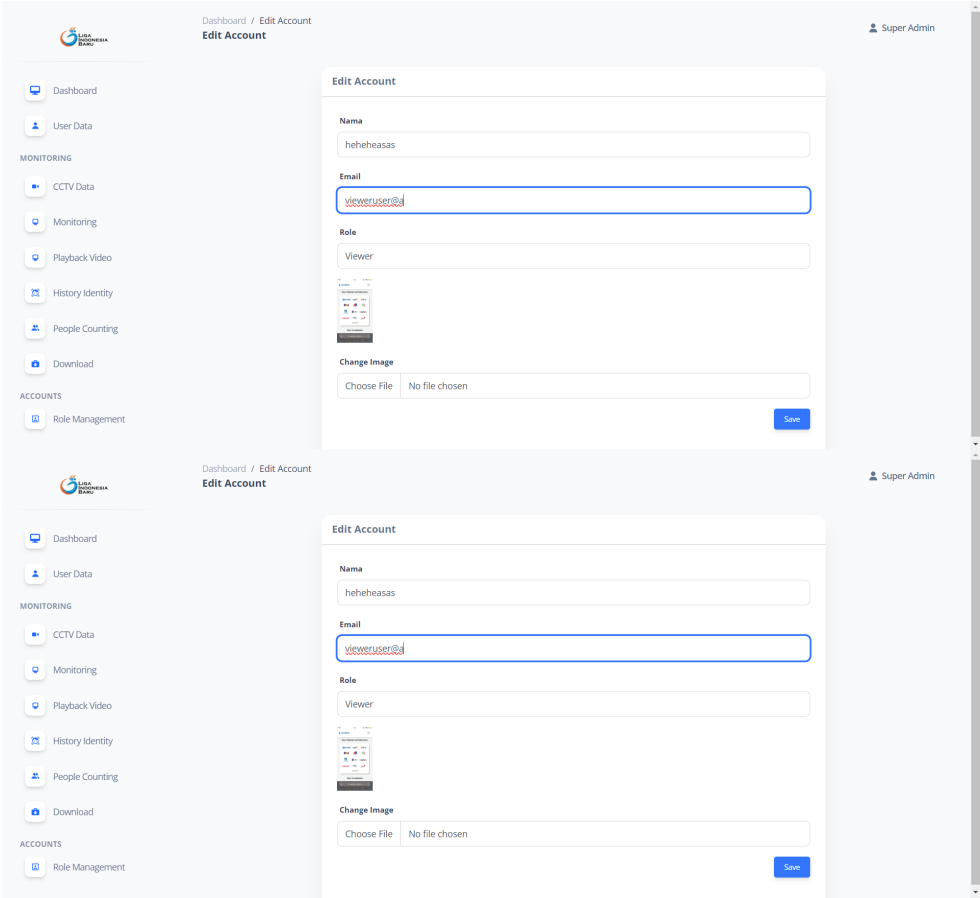 LIGA
INDONESIA
BARU
Dashboard / Edit Account
Edit Account
Super Admin
Dashboard
User Data
MONITORING
CCTV Data
Monitoring
Playback Video
History Identity
People Counting
Download
ACCOUNTS
Role Management
Edit Account
Nama
heheheasas
Email
vieweruser@a
Role
Viewer
Change Image
Choose File No file chosen
Save
LIGA
INDONESIA
BARU
Dashboard / Edit Account
Edit Account
Super Admin
Dashboard
User Data
MONITORING
CCTV Data
Monitoring
Playback Video
History Identity
People Counting
Download
ACCOUNTS
Role Management
Edit Account
Nama
heheheasas
Email
vieweruser@a
Role
Viewer
Change Image
Choose File No file chosen
Save